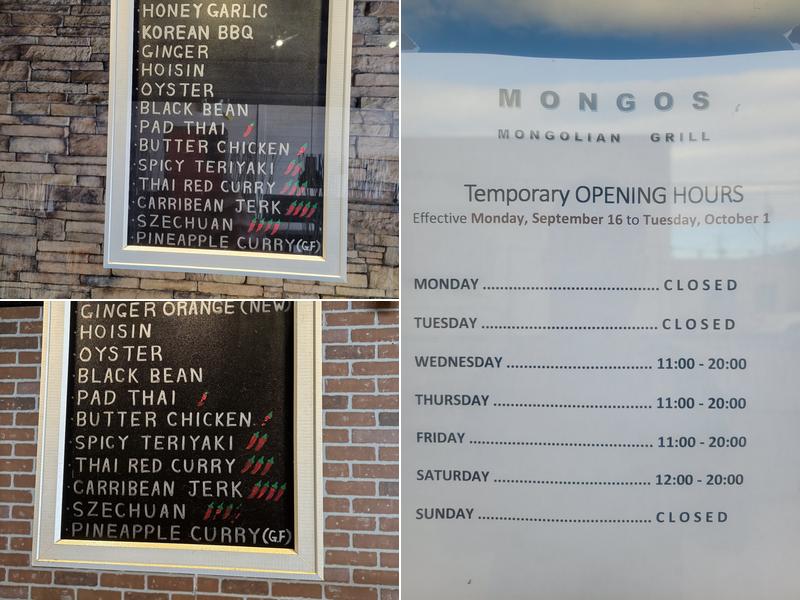 HONEY GARLIC
KOREAN BBQ
GINGER
HOISIN
OYSTER
BLACK BEAN
PAD THAI
BUTTER CHICKEN
SPICY TERIYAKI
THAI RED CURRY
CARRIBEAN JERK
SZECHUAN
PINEAPPLE CURRY(GF)
GINGER ORANGE (NEW)
HOISIN
OYSTER
BLACK BEAN
PAD THAI
BUTTER CHICKEN
SPICY TERIYAKI
THAI RED CURRY
CARRIBEAN JERK
SZECHUAN
PINEAPPLE CURRY(GF)
MONGOS
MONGOLIAN GRILL
Temporary OPENING HOURS
Effective Monday, September 16 to Tuesday, October 1
MONDAY ........................................ CLOSED
TUESDAY ........................................ CLOSED
WEDNESDAY ................................. 11:00 - 20:00
THURSDAY .................................... 11:00 - 20:00
FRIDAY .......................................... 11:00 - 20:00
SATURDAY .................................... 12:00 - 20:00
SUNDAY ........................................ CLOSED